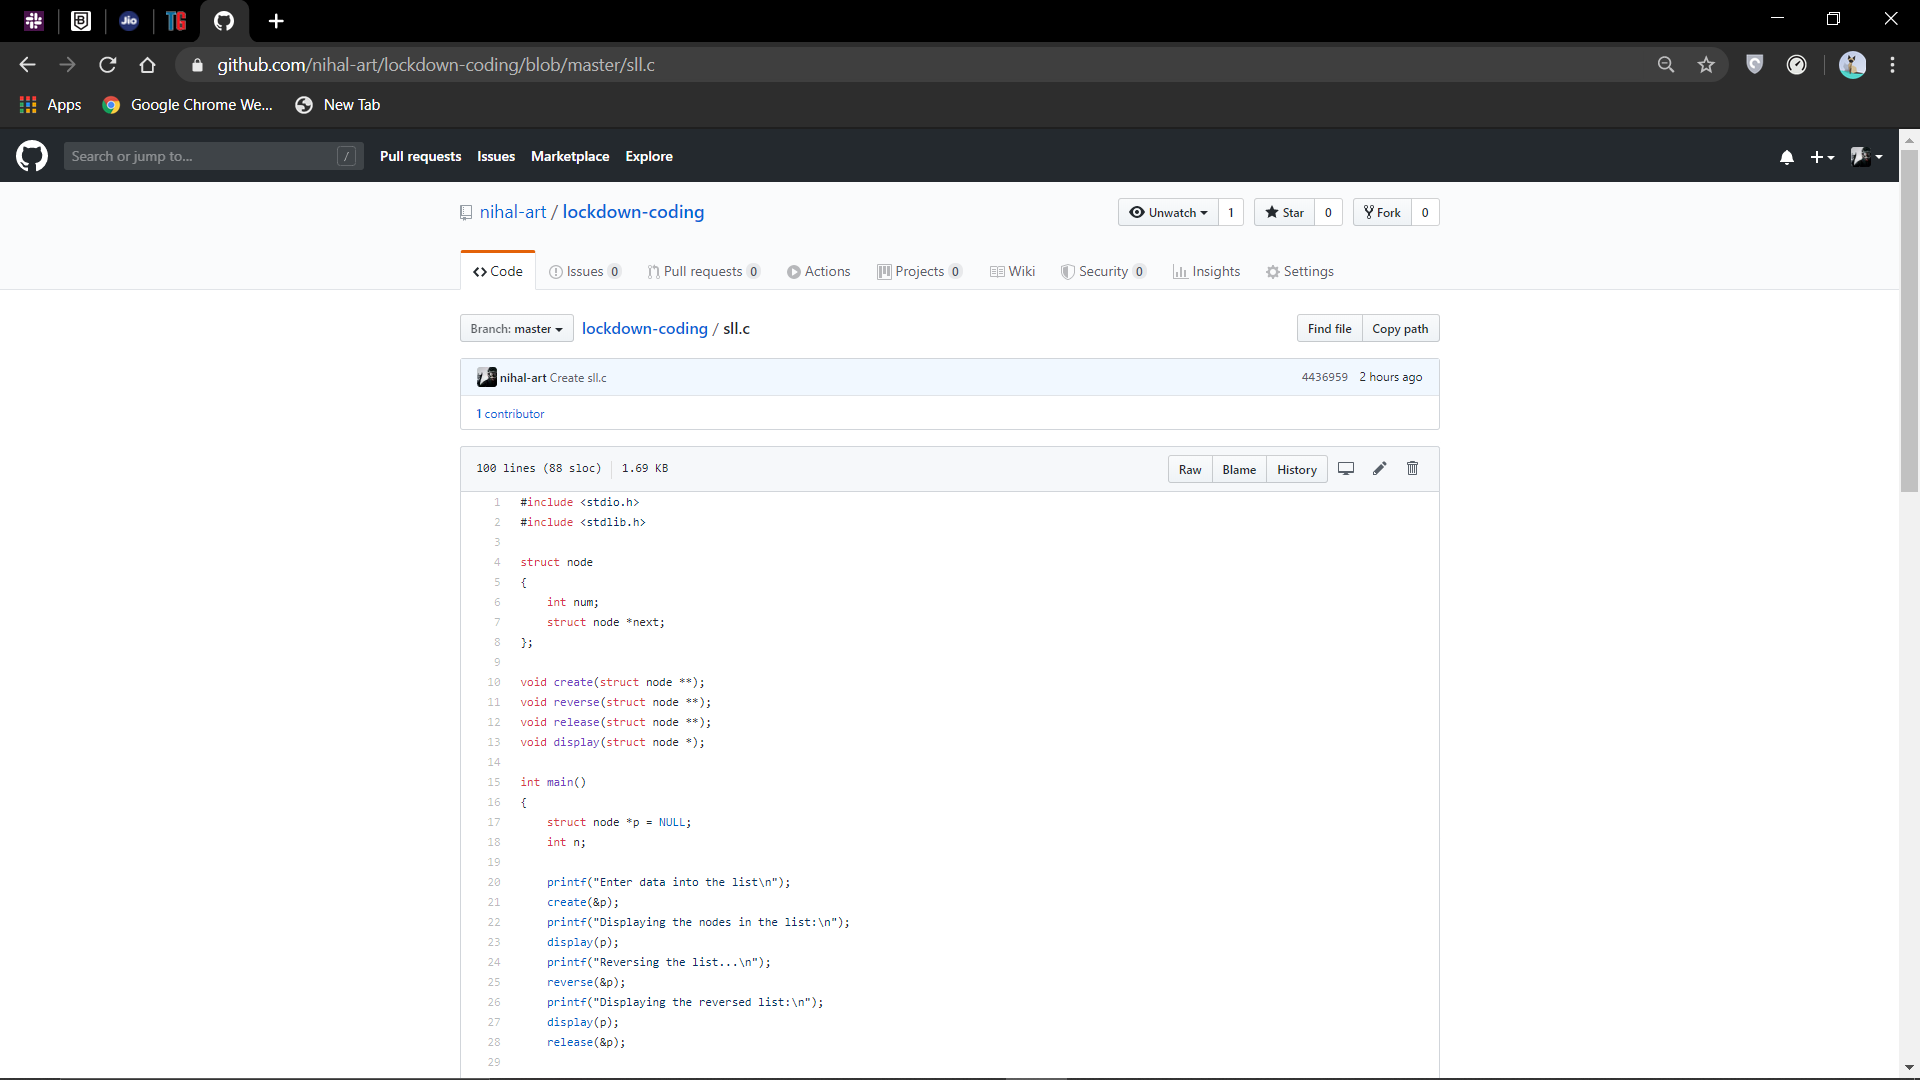 B
Jio
TG
github.com/nihal-art/lockdown-coding/blob/master/sll.c
Apps
Google Chrome We...
New Tab
Search or jump to...
/
Pull requests
Issues
Marketplace
Explore
nihal-art / lockdown-coding
Unwatch 1
Star 0
Fork 0
Code
Issues 0
Pull requests 0
Actions
Projects 0
Wiki
Security 0
Insights
Settings
Branch: master
lockdown-coding / sll.c
Find file
Copy path
nihal-art Create sll.c
4436959 2 hours ago
1 contributor
100 lines (88 sloc) 1.69 KB
Raw
Blame
History
1 #include <stdio.h>
2 #include <stdlib.h>
3
4 struct node
5 {
6 int num;
7 struct node *next;
8 };
9
10 void create(struct node **);
11 void reverse(struct node **);
12 void release(struct node **);
13 void display(struct node *);
14
15 int main()
16 {
17 struct node *p = NULL;
18 int n;
19
20 printf("Enter data into the list\n");
21 create(&p);
22 printf("Displaying the nodes in the list:\n");
23 display(p);
24 printf("Reversing the list...\n");
25 reverse(&p);
26 printf("Displaying the reversed list:\n");
27 display(p);
28 release(&p);
29